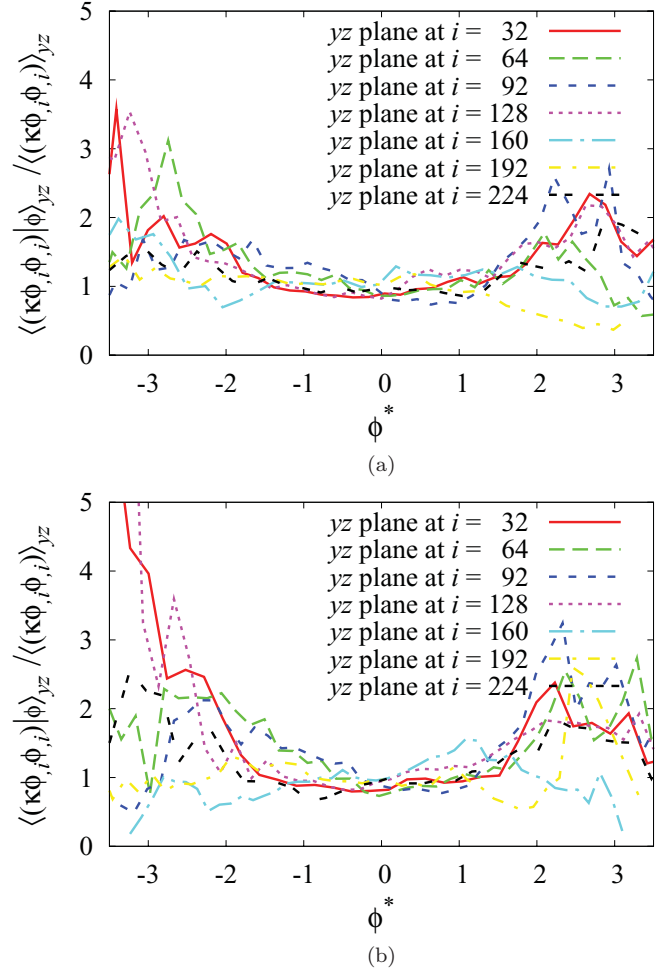 5
4
3
2
1
0
⟨(κϕ,iϕ,i)|ϕ⟩yz /⟨(κϕ,iϕ,i)⟩yz
yz plane at i = 32
yz plane at i = 64
yz plane at i = 92
yz plane at i = 128
yz plane at i = 160
yz plane at i = 192
yz plane at i = 224
-3 -2 -1 0 1 2 3
ϕ*
(a)
5
4
3
2
1
0
⟨(κϕ,iϕ,i)|ϕ⟩yz /⟨(κϕ,iϕ,i)⟩yz
yz plane at i = 32
yz plane at i = 64
yz plane at i = 92
yz plane at i = 128
yz plane at i = 160
yz plane at i = 192
yz plane at i = 224
-3 -2 -1 0 1 2 3
ϕ*
(b)